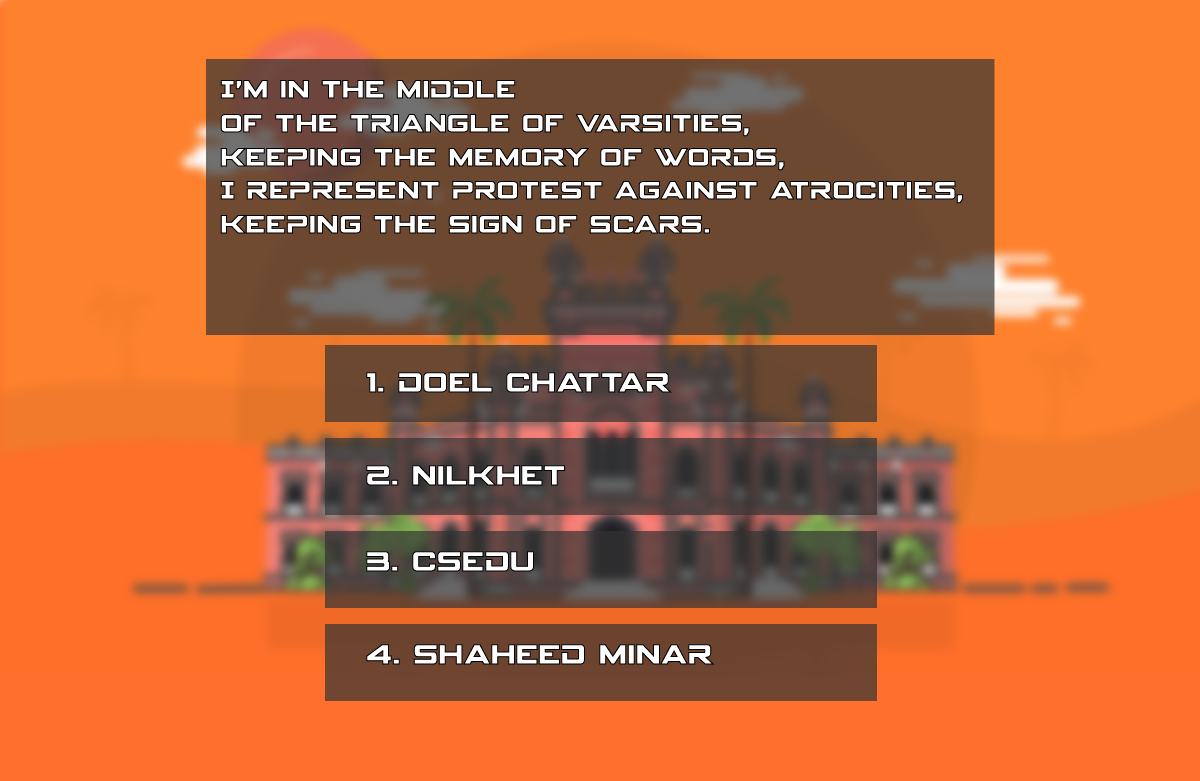 I'M IN THE MIDDLE
OF THE TRIANGLE OF VARSITIES,
KEEPING THE MEMORY OF WORDS,
I REPRESENT PROTEST AGAINST ATROCITIES,
KEEPING THE SIGN OF SCARS.
1. DOEL CHATTAR
2. NILKHET
3. CSEDU
4. SHAHEED MINAR